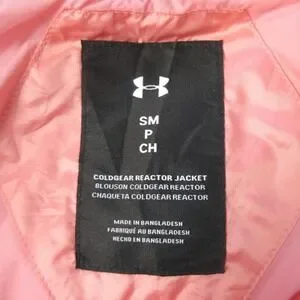 SM
P
CH
COLDGEAR REACTOR JACKET
BLOUSON COLDGEAR REACTOR
CHAQUETA COLDGEAR REACTOR
MADE IN BANGLADESH
FABRIQUÉ AU BANGLADESH
HECHO EN BANGLADESH